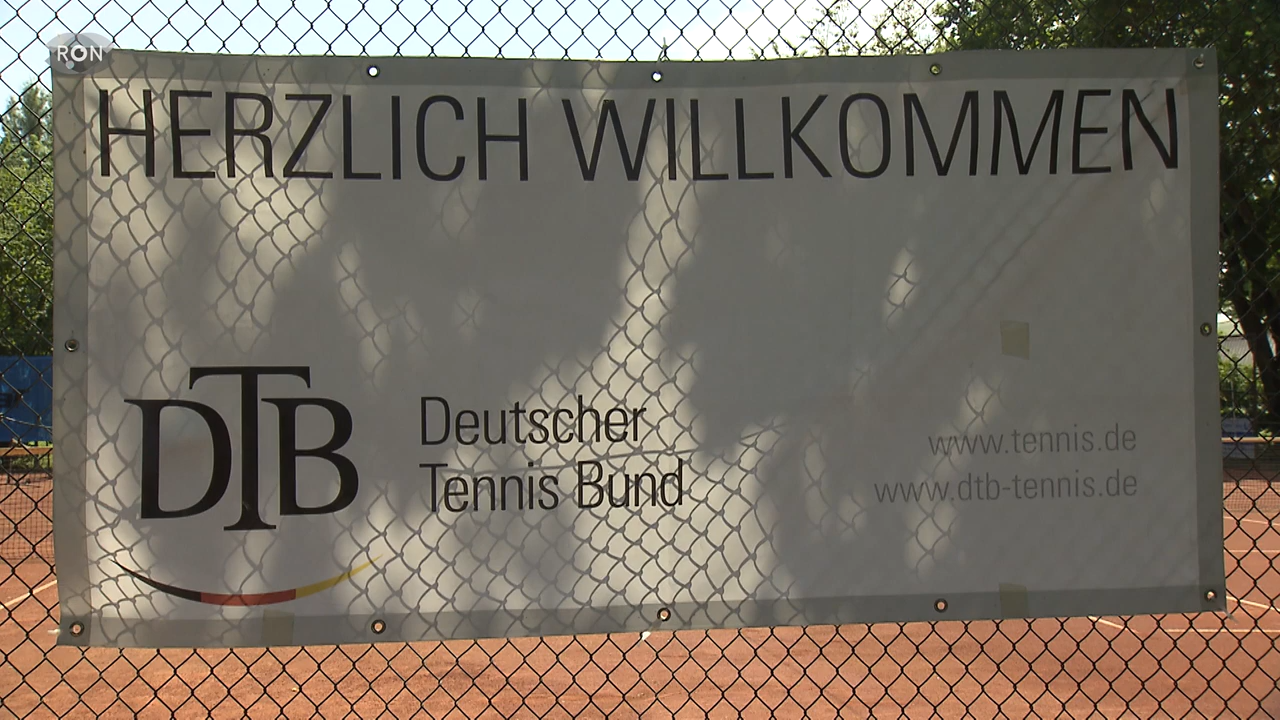 RON
HERZLICH WILLKOMMEN
DTB
Deutscher
Tennis Bund
www.tennis.de
www.dtb-tennis.de